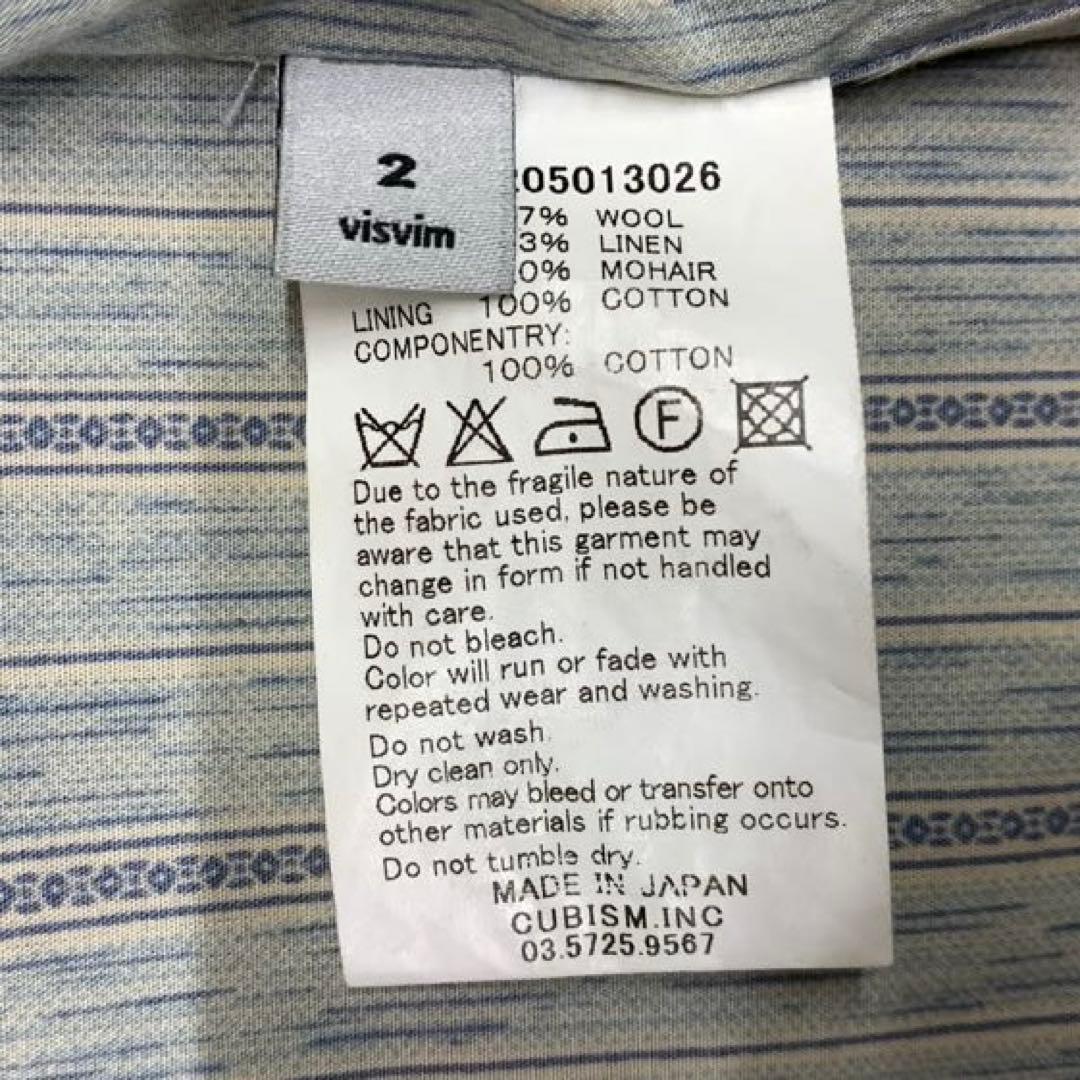 2
visvim
05013026
7% WOOL
3% LINEN
0% MOHAIR
LINING 100% COTTON
COMPONENTRY:
100% COTTON
F
Due to the fragile nature of
the fabric used, please be
aware that this garment may
change in form if not handled
with care.
Do not bleach.
Color will run or fade with
repeated wear and washing.
Do not wash.
Dry clean only.
Colors may bleed or transfer onto
other materials if rubbing occurs.
Do not tumble dry.
MADE IN JAPAN
CUBISM.INC
03.5725.9567